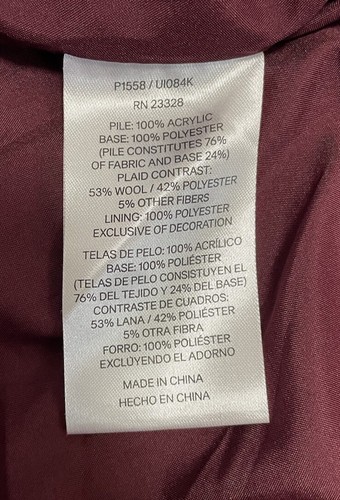 P1558 / UI084K
RN 23328
PILE: 100% ACRYLIC
BASE: 100% POLYESTER
(PILE CONSTITUTES 76%
OF FABRIC AND BASE 24%)
PLAID CONTRAST:
53% WOOL / 42% POLYESTER
5% OTHER FIBERS
LINING: 100% POLYESTER
EXCLUSIVE OF DECORATION
TELAS DE PELO: 100% ACRÍLICO
BASE: 100% POLIÉSTER
(TELAS DE PELO CONSISTUYEN EL
76% DEL TEJIDO Y 24% DEL BASE)
CONTRASTE DE CUADROS:
53% LANA / 42% POLIÉSTER
5% OTRA FIBRA
FORRO: 100% POLIÉSTER
EXCLUYENDO EL ADORNO
MADE IN CHINA
HECHO EN CHINA